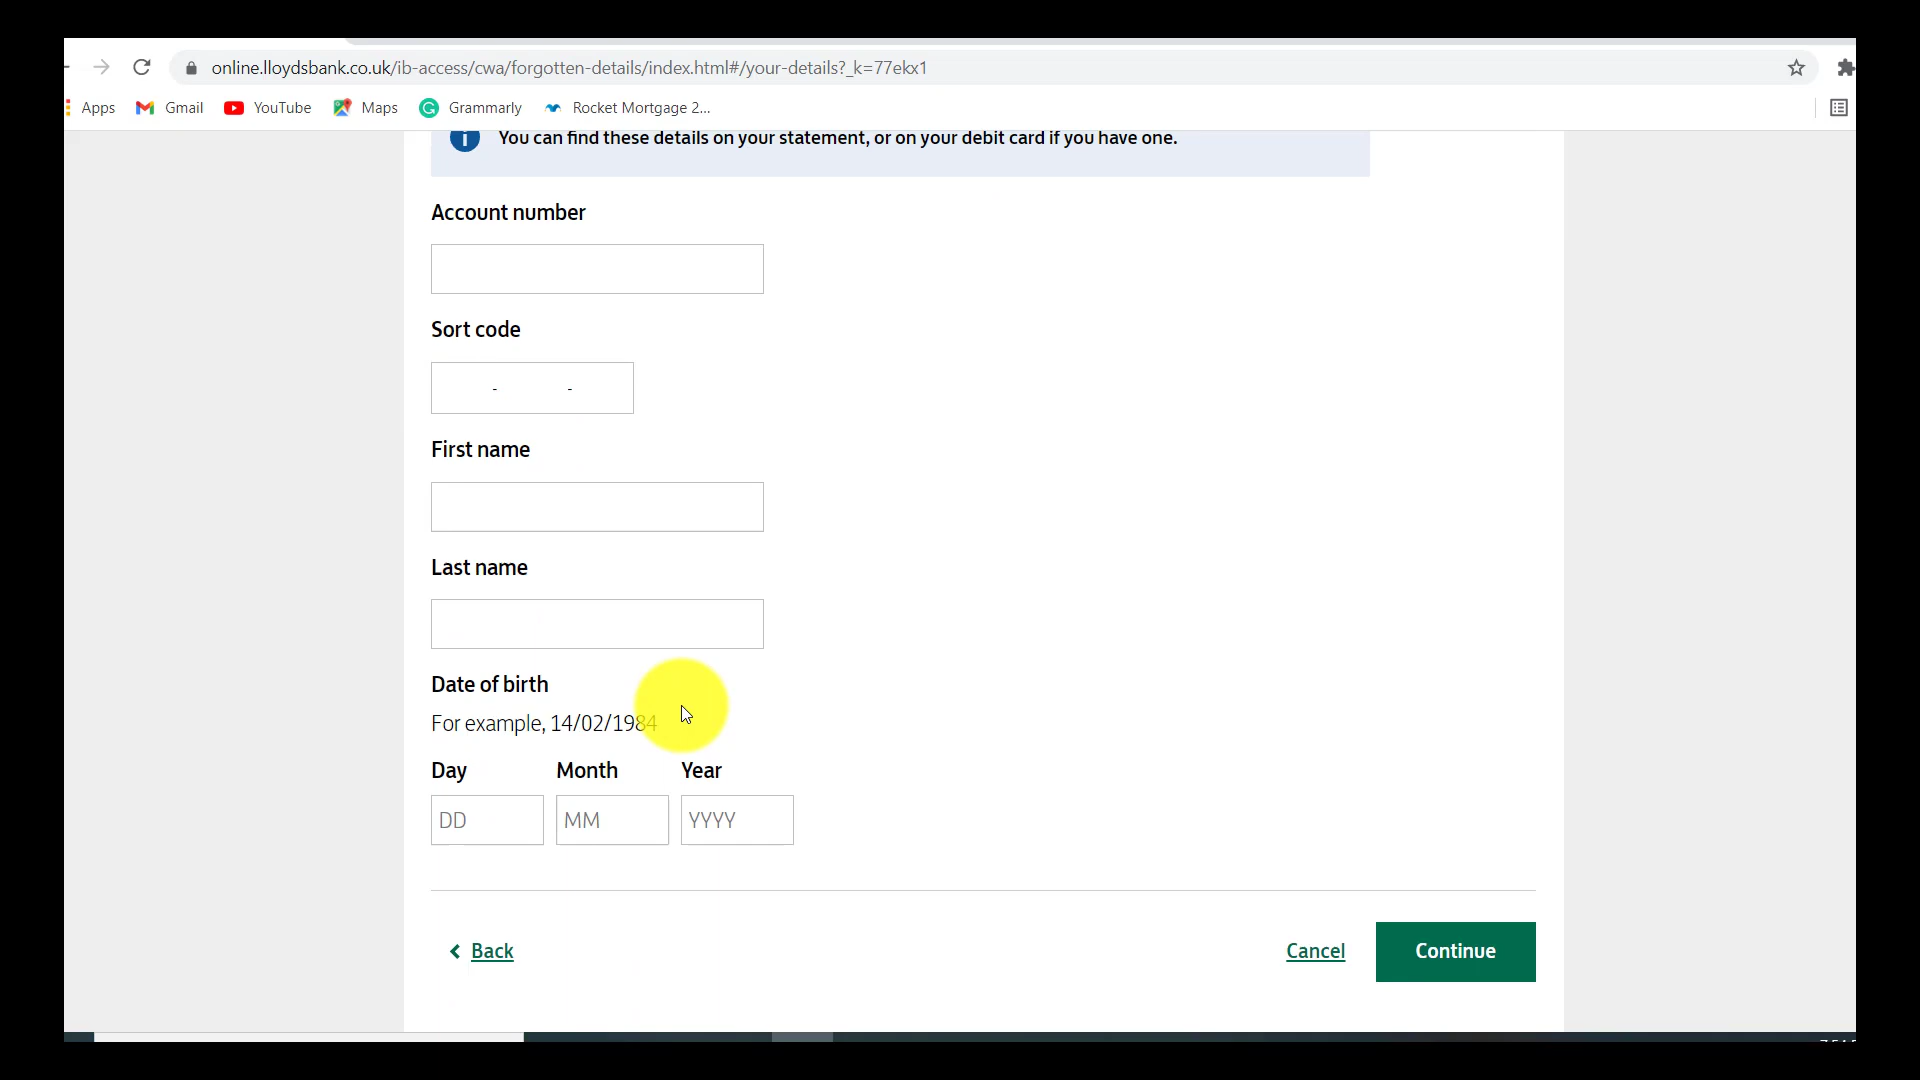 online.lloydsbank.co.uk/ib-access/cwa/forgotten-details/index.html#/your-details?_k=77ekx1
Apps Gmail YouTube Maps Grammarly Rocket Mortgage 2...
You can find these details on your statement, or on your debit card if you have one.
Account number
Sort code
- -
First name
Last name
Date of birth
For example, 14/02/1984
Day Month Year
DD MM YYYY
Back Cancel Continue